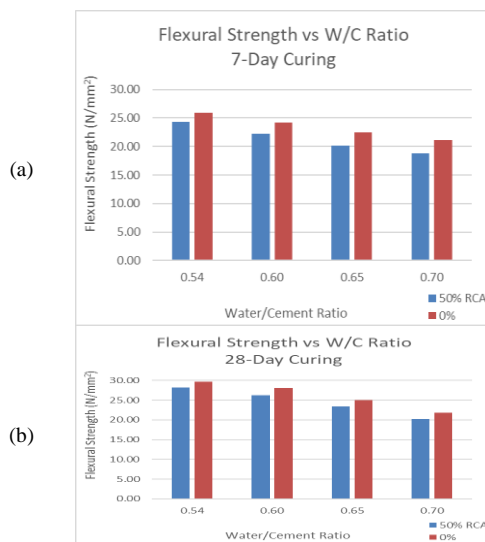 Flexural Strength vs W/C Ratio
7-Day Curing
(a)
Flexural Strength (N/mm²)
30.00
25.00
20.00
15.00
10.00
5.00
0.00
0.54 0.60 0.65 0.70
Water/Cement Ratio
50% RCA
0%
Flexural Strength vs W/C Ratio
28-Day Curing
(b)
Flexural Strength (N/mm²)
30.00
25.00
20.00
15.00
10.00
5.00
0.00
0.54 0.60 0.65 0.70
Water/Cement Ratio
50% RCA
0%